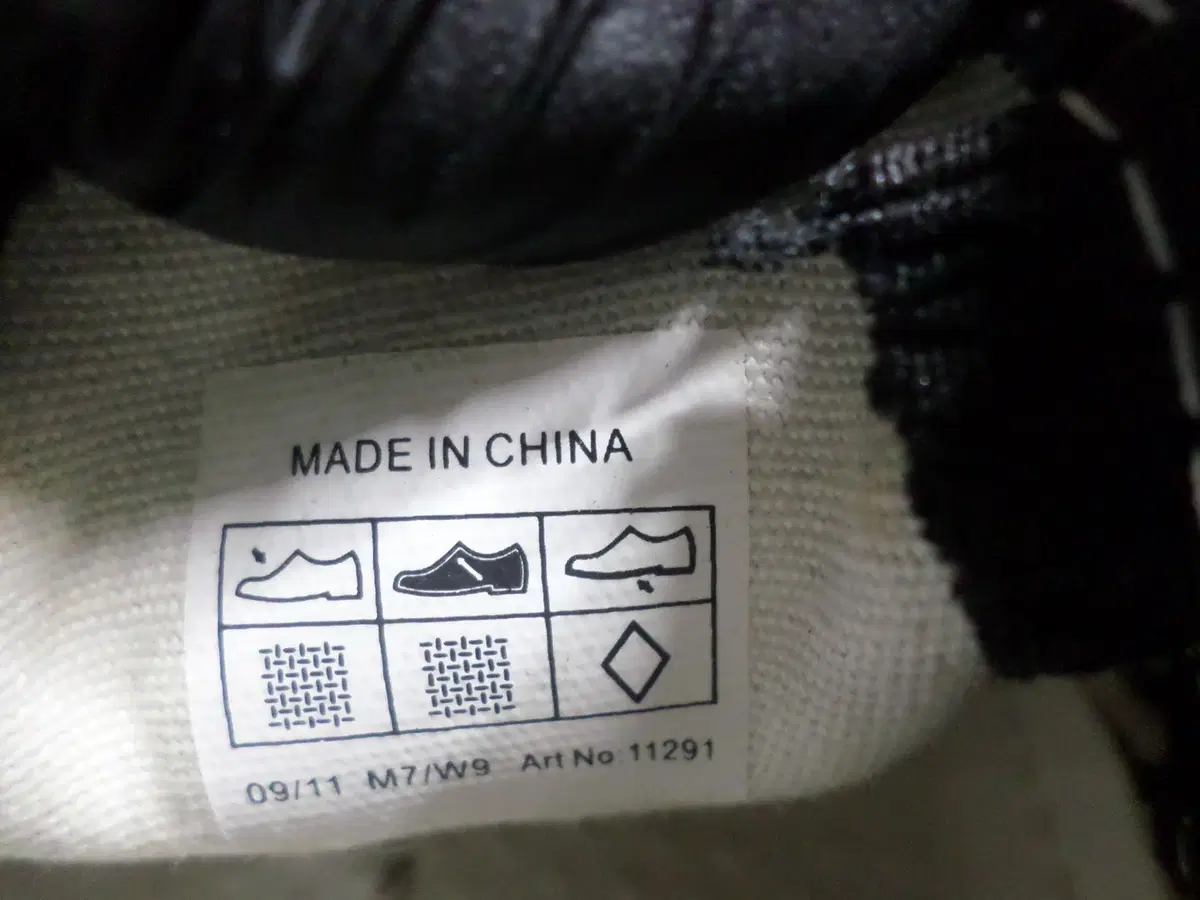 MADE IN CHINA
09/11 M7/W9 Art No 11291